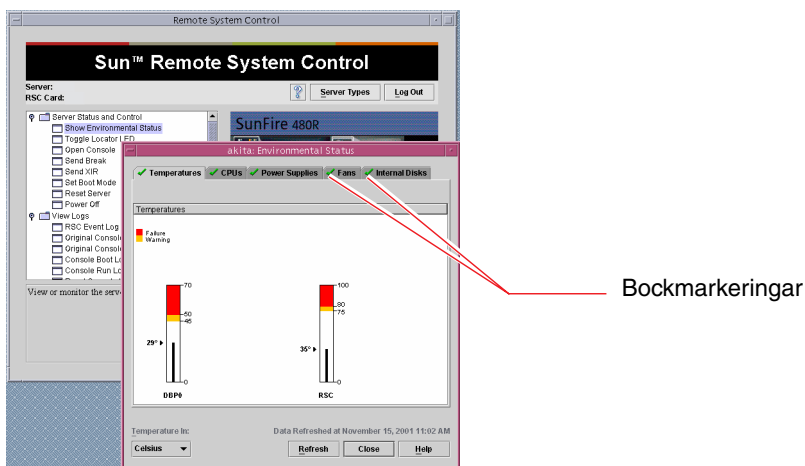 Remote System Control
Sun™ Remote System Control
Server:
RSC Card:
Server Types
Log Out
Server Status and Control
Show Environmental Status
Toggle Locator LED
Open Console
Send Break
Send XIR
Set Boot Mode
Reset Server
Power Off
View Logs
RSC Event Log
Original Console
Original Console
Console Boot Lo
Console Run Lo
View or monitor the serv
SunFire 480R
akita: Environmental Status
Temperatures
CPUs
Power Supplies
Fans
Internal Disks
Temperatures
Failure
Warning
70
50
45
29°
0
DBP0
100
80
75
35°
0
RSC
Temperature In:
Data Refreshed at November 15, 2001 11:02 AM
Celsius
Refresh
Close
Help
Bockmarkeringar